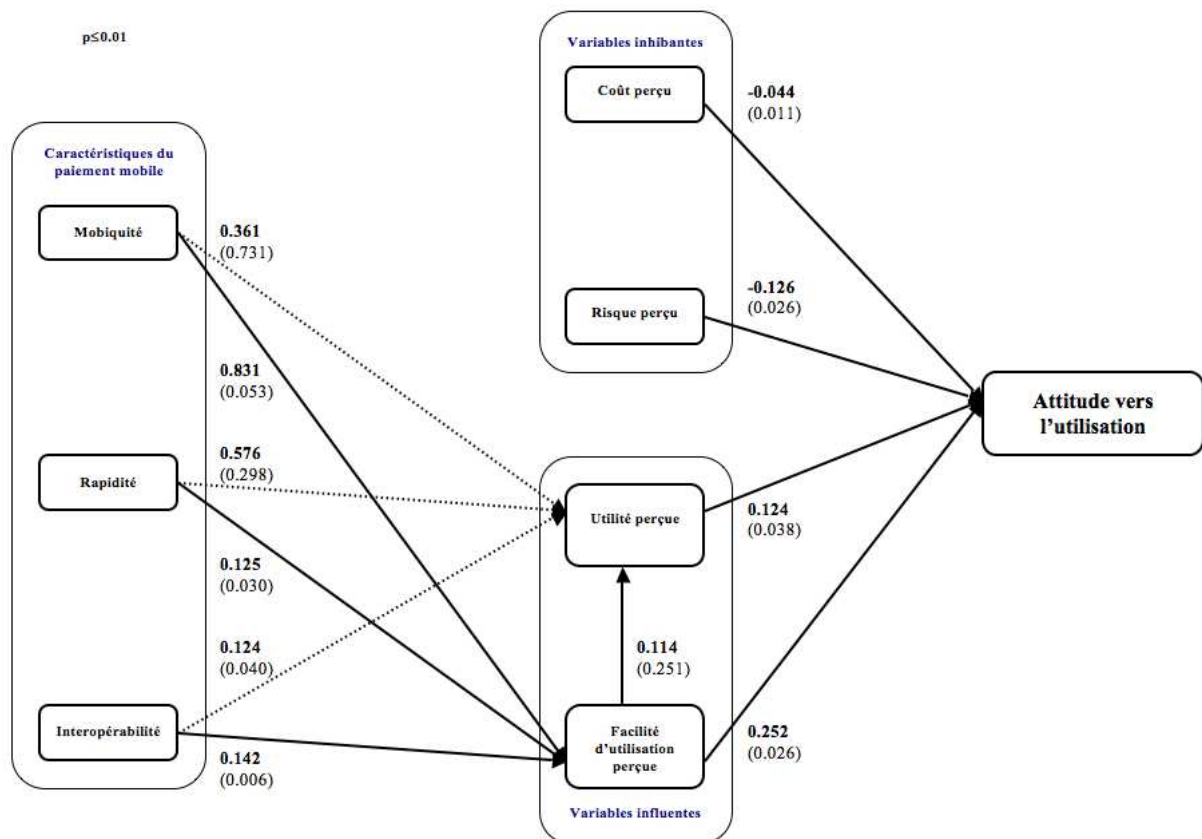 p≤0.01
Variables inhibantes
Coût perçu
-0.044
(0.011)
Risque perçu
-0.126
(0.026)
Caractéristiques du
paiement mobile
Mobiquité
0.361
(0.731)
0.831
(0.053)
Rapidité
0.576
(0.298)
0.125
(0.030)
0.124
(0.040)
Interopérabilité
0.142
(0.006)
Utilité perçue
0.124
(0.038)
0.114
(0.251)
Facilité
d'utilisation
perçue
0.252
(0.026)
Variables influentes
Attitude vers
l'utilisation